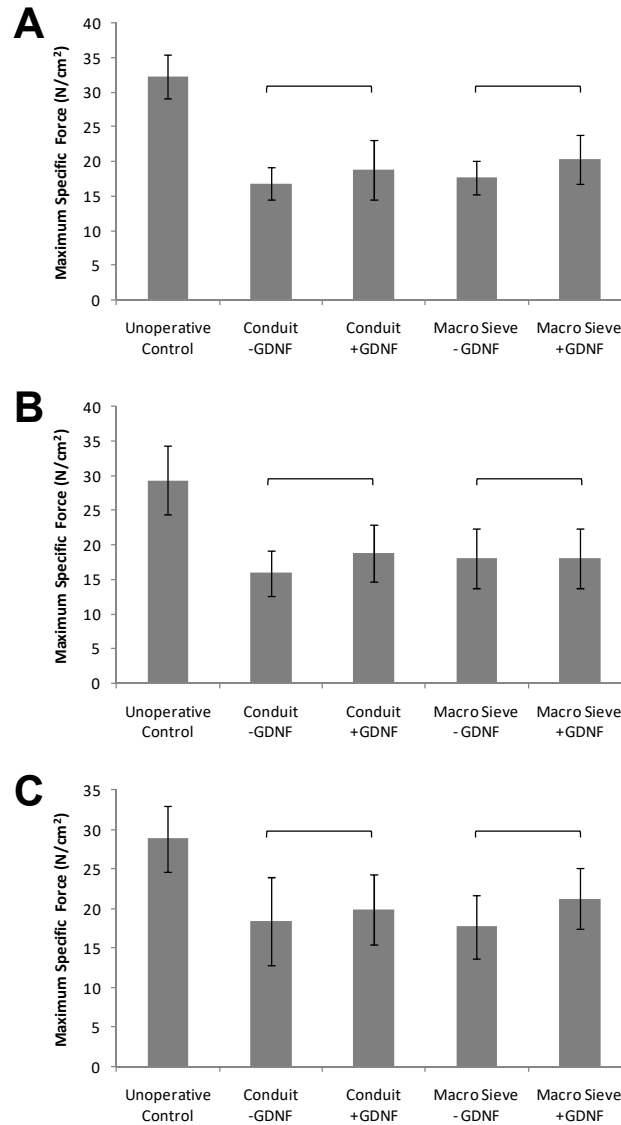 A
Maximum Specific Force (N/cm²)
40
35
30
25
20
15
10
5
0
Unoperative Control
Conduit -GDNF
Conduit +GDNF
Macro Sieve - GDNF
Macro Sieve +GDNF
B
Maximum Specific Force (N/cm²)
40
35
30
25
20
15
10
5
0
Unoperative Control
Conduit -GDNF
Conduit +GDNF
Macro Sieve - GDNF
Macro Sieve +GDNF
C
Maximum Specific Force (N/cm²)
35
30
25
20
15
10
5
0
Unoperative Control
Conduit -GDNF
Conduit +GDNF
Macro Sieve - GDNF
Macro Sieve +GDNF